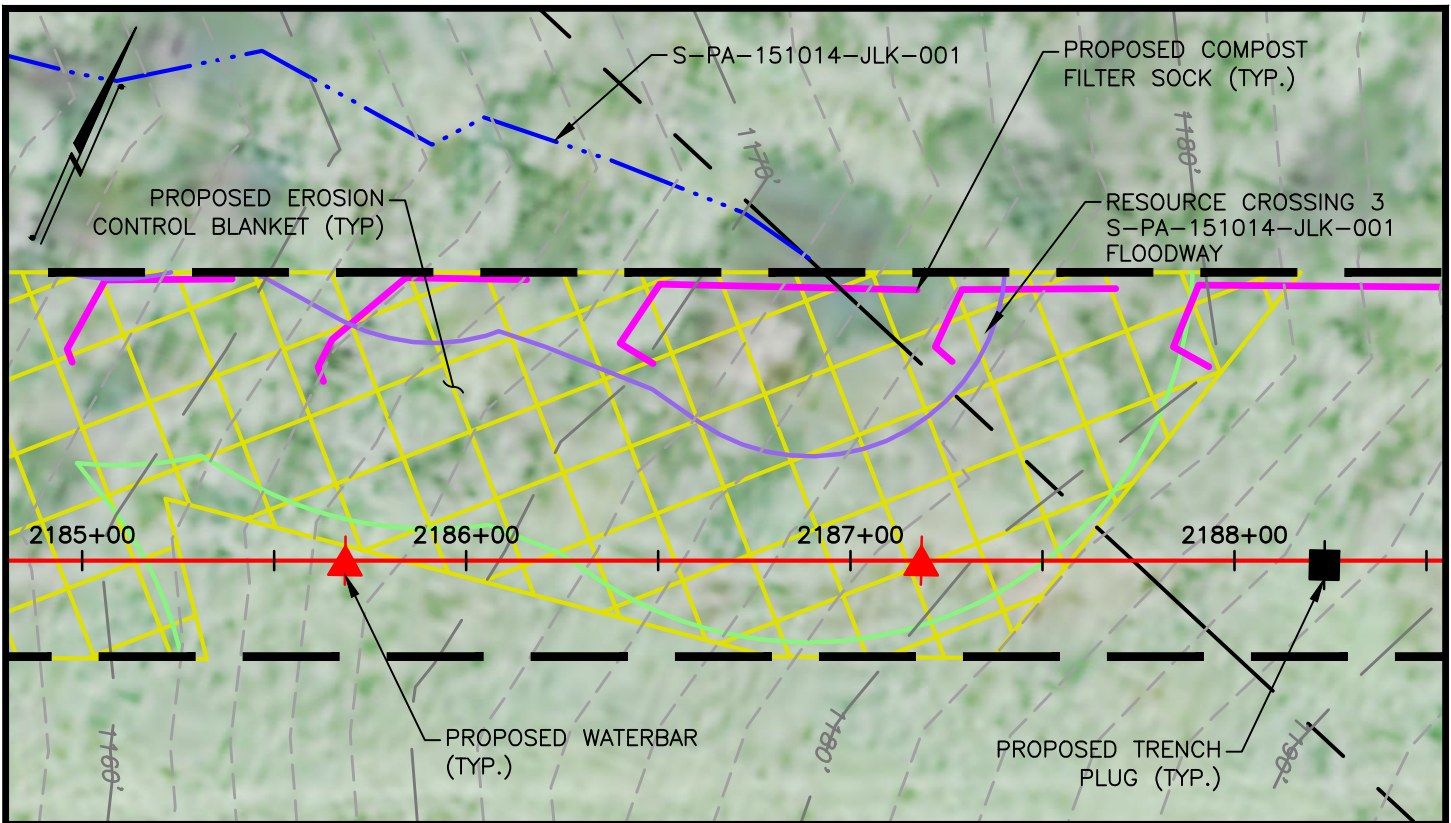 S-PA-151014-JLK-001
PROPOSED COMPOST
FILTER SOCK (TYP.)
1170'
1180'
PROPOSED EROSION
CONTROL BLANKET (TYP)
RESOURCE CROSSING 3
S-PA-151014-JLK-001
FLOODWAY
2185+00
2186+00
2187+00
2188+00
1160'
PROPOSED WATERBAR
(TYP.)
1180'
PROPOSED TRENCH
PLUG (TYP.)
1190'